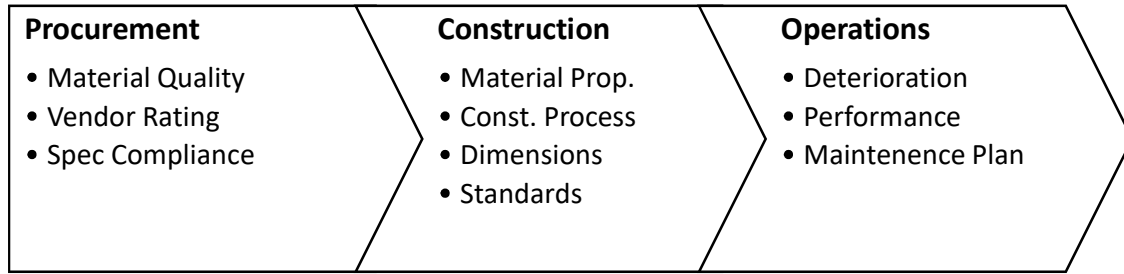 Procurement
• Material Quality
• Vendor Rating
• Spec Compliance
Construction
• Material Prop.
• Const. Process
• Dimensions
• Standards
Operations
• Deterioration
• Performance
• Maintenence Plan